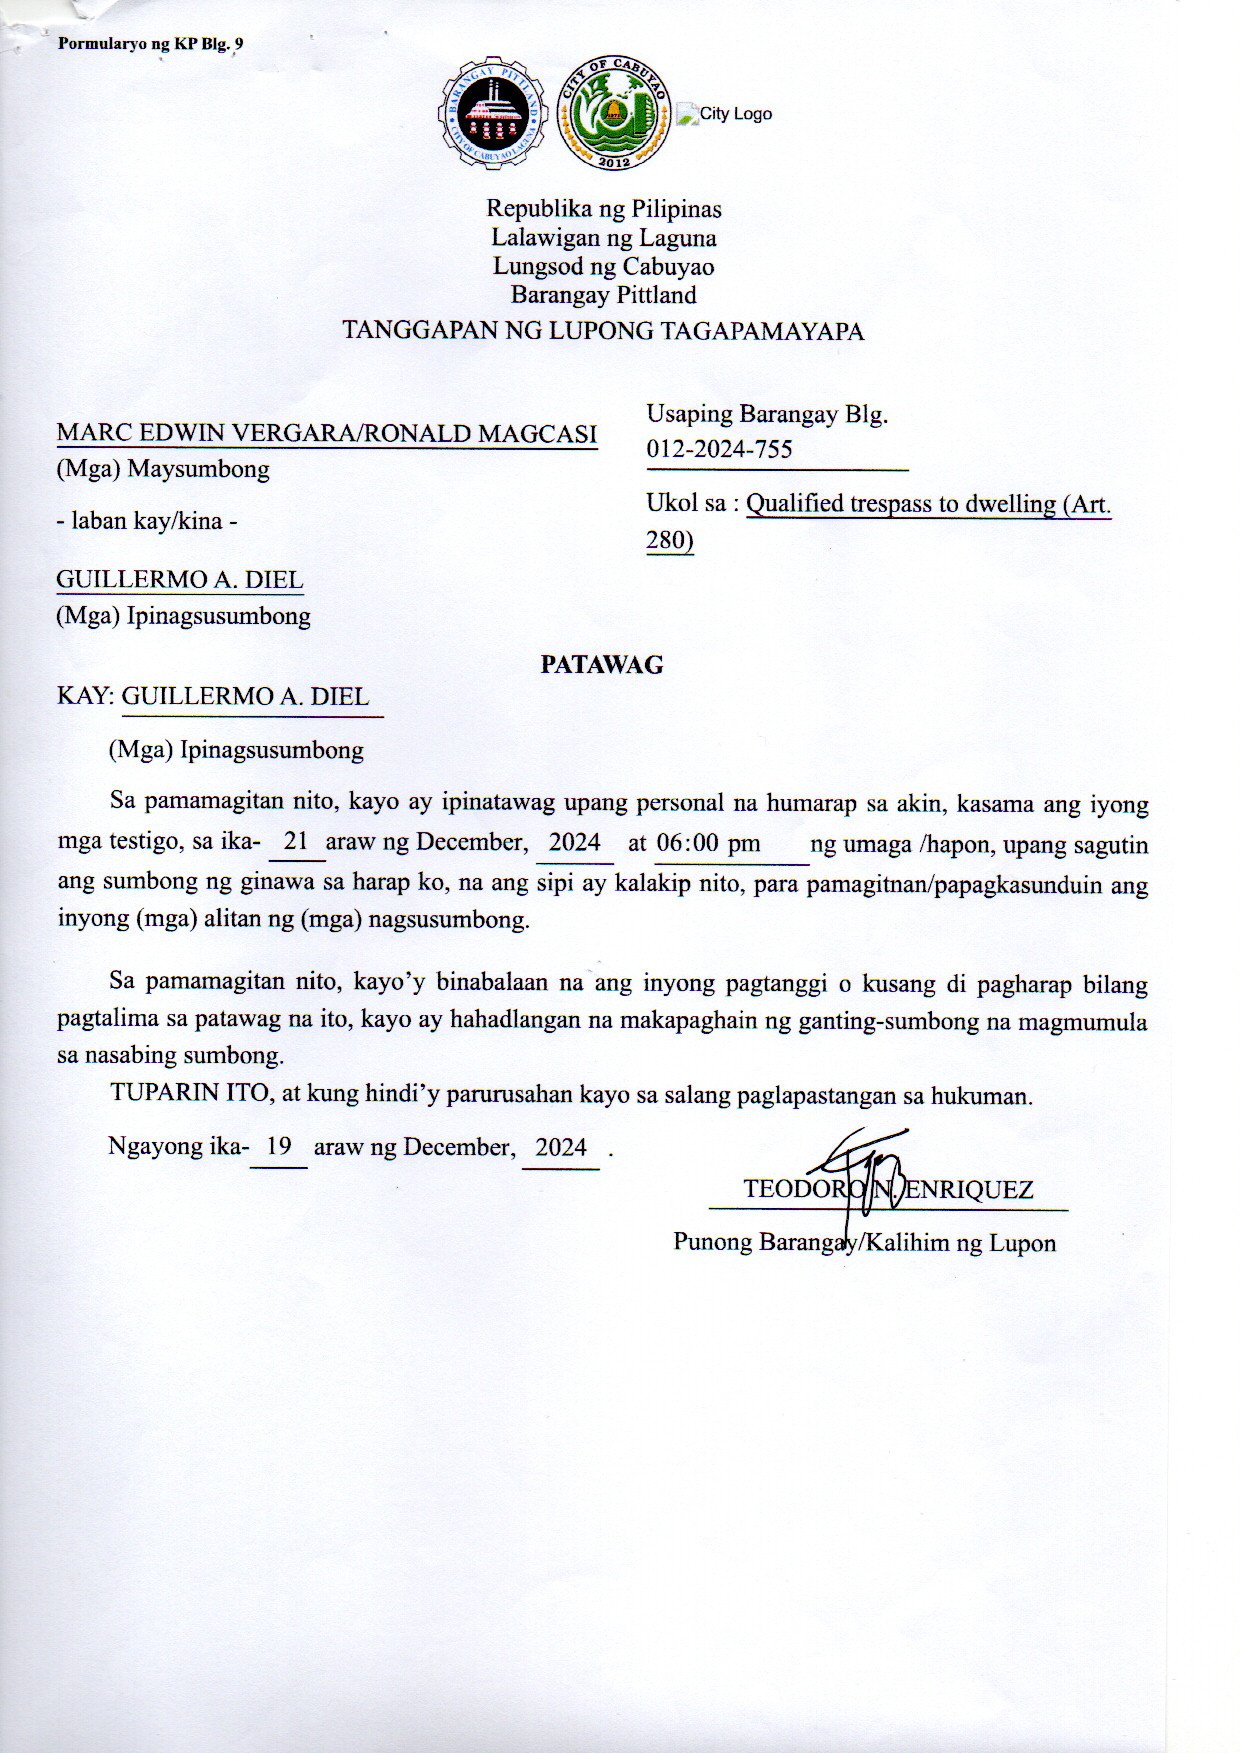 Pormularyo ng KP Blg. 9
BARANGAY PITTLAND
CITY OF CABUYAO LAGUNA
CITY OF CABUYAO
2012
City Logo
Republika ng Pilipinas
Lalawigan ng Laguna
Lungsod ng Cabuyao
Barangay Pittland
TANGGAPAN NG LUPONG TAGAPAMAYAPA
MARC EDWIN VERGARA/RONALD MAGCASI
(Mga) Maysumbong
- laban kay/kina -
GUILLERMO A. DIEL
(Mga) Ipinagsusumbong
Usaping Barangay Blg.
012-2024-755
Ukol sa : Qualified trespass to dwelling (Art.
280)
PATAWAG
KAY: GUILLERMO A. DIEL
(Mga) Ipinagsusumbong
Sa pamamagitan nito, kayo ay ipinatawag upang personal na humarap sa akin, kasama ang iyong
mga testigo, sa ika- 21 araw ng December, 2024 at 06:00 pm ng umaga /hapon, upang sagutin
ang sumbong ng ginawa sa harap ko, na ang sipi ay kalakip nito, para pamagitnan/papagkasunduin ang
inyong (mga) alitan ng (mga) nagsusumbong.
Sa pamamagitan nito, kayo’y binabalaan na ang inyong pagtanggi o kusang di pagharap bilang
pagtalima sa patawag na ito, kayo ay hahadlangan na makapaghain ng ganting-sumbong na magmumula
sa nasabing sumbong.
TUPARIN ITO, at kung hindi’y parurusahan kayo sa salang paglapastangan sa hukuman.
Ngayong ika- 19 araw ng December, 2024 .
TEODORO N. ENRIQUEZ
Punong Barangay/Kalihim ng Lupon